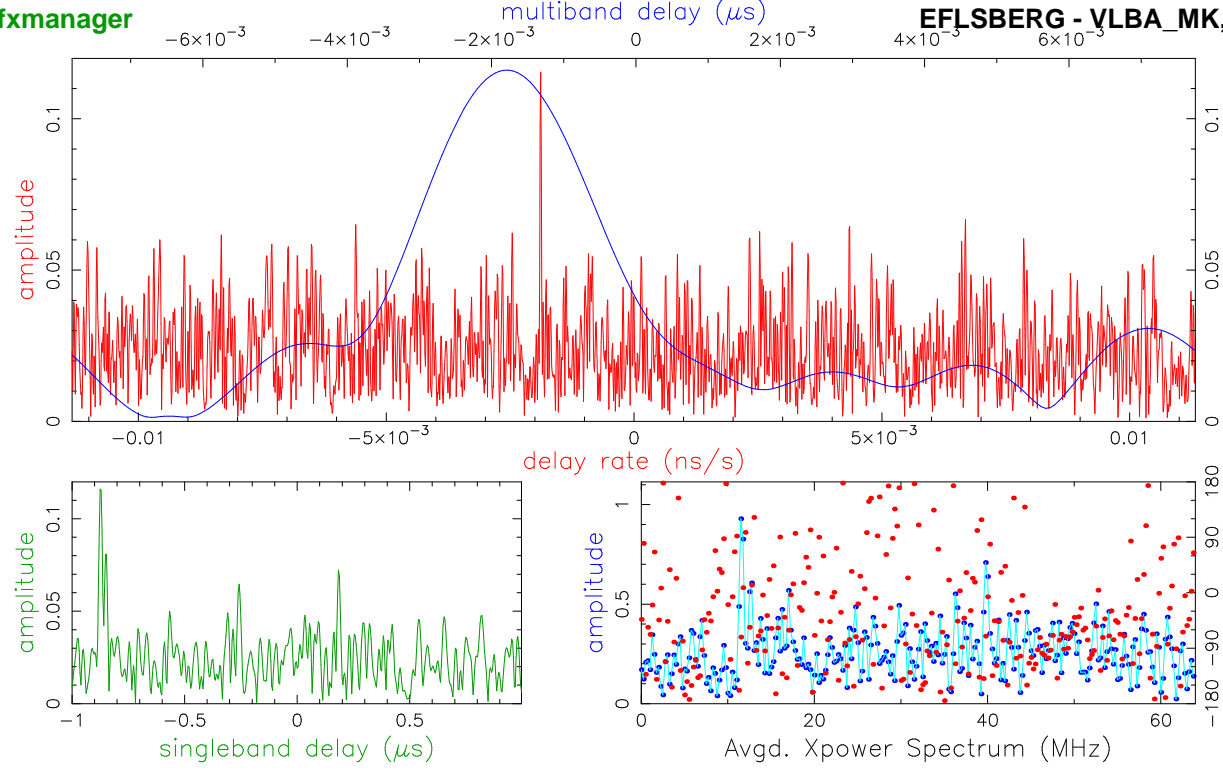 fxmanager
multiband delay (μs)
EFLSBERG - VLBA_MK,
−6×10⁻³ −4×10⁻³ −2×10⁻³ 0 2×10⁻³ 4×10⁻³ 6×10⁻³
amplitude
0 0.05 0.1
0 0.05 0.1
-0.01 −5×10⁻³ 0 5×10⁻³ 0.01
delay rate (ns/s)
amplitude
0 0.05 0.1
−1 −0.5 0 0.5
singleband delay (μs)
amplitude
0 0.5 1
−180 −90 0 90 180
0 20 40 60
Avgd. Xpower Spectrum (MHz)